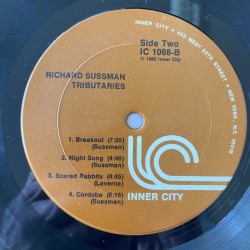 INNER CITY • 423 WEST 55TH STREET • NEW YORK, N.Y. 10019
Side Two
IC 1068-B
℗ 1980 Inner City
RICHARD SUSSMAN
TRIBUTARIES
1. Breakout (7:55)
(Sussman)
2. Night Song (4:40)
(Sussman)
3. Scared Rabbits (4:45)
(Laverne)
4. Cordoba (6:16)
(Sussman)
INNER CITY